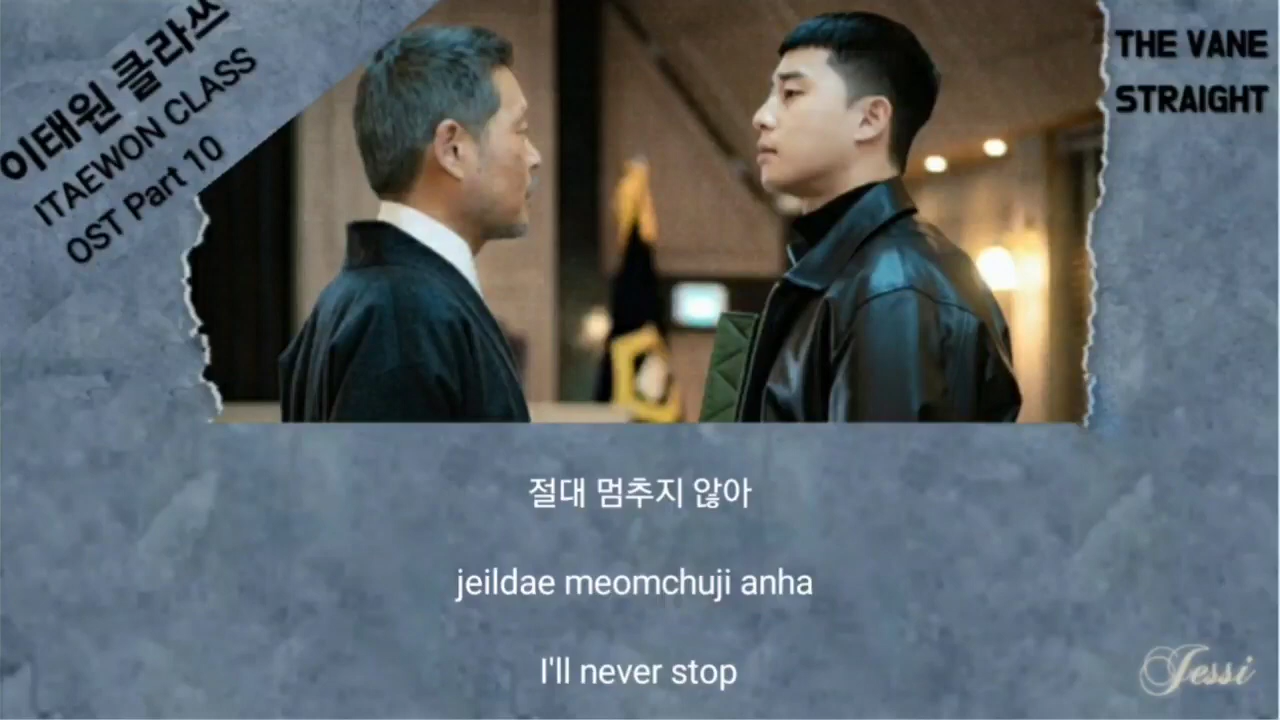 이태원 클라쓰
ITAEWON CLASS
OST Part 10
THE VANE
STRAIGHT
절대 멈추지 않아
jeildae meomchuji anha
I'll never stop
Jessi